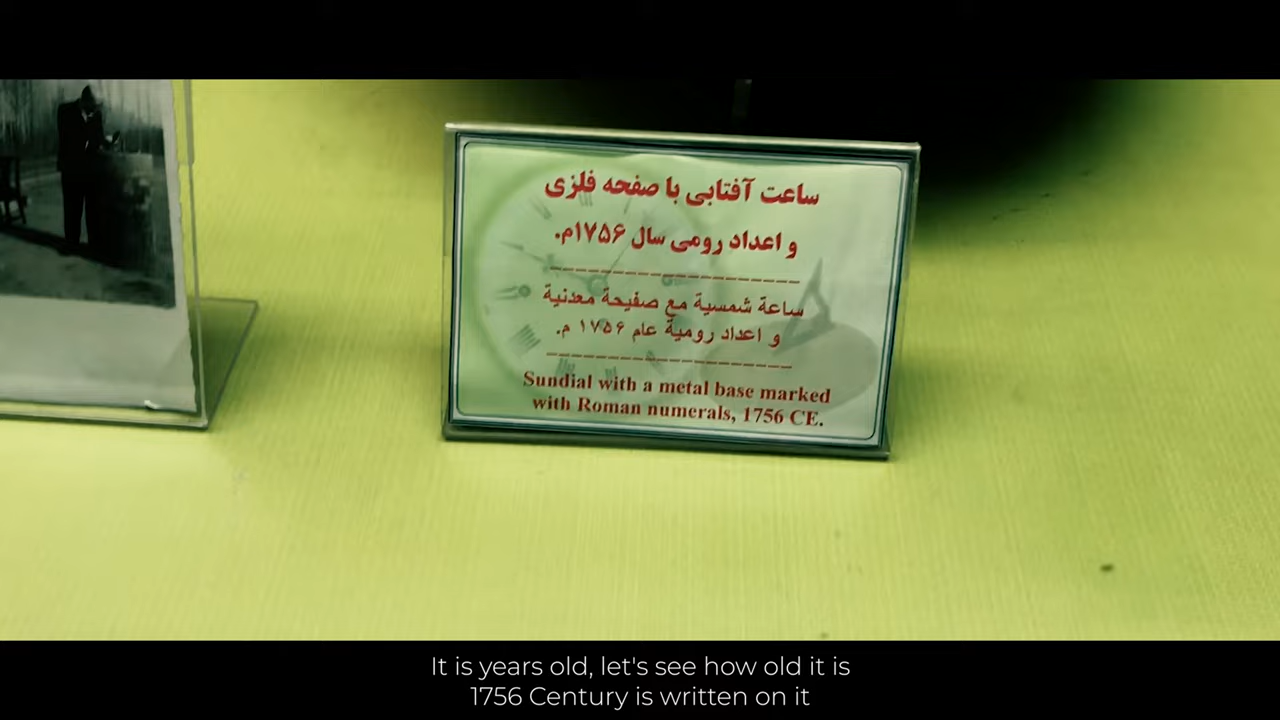 ساعت آفتابی با صفحه فلزی
و اعداد رومی سال ۱۷۵۶م.
ساعة شمسية مع صفيحة معدنية
و اعداد رومية عام ۱۷۵۶ م.
Sundial with a metal base marked
with Roman numerals, 1756 CE.
It is years old, let's see how old it is
1756 Century is written on it